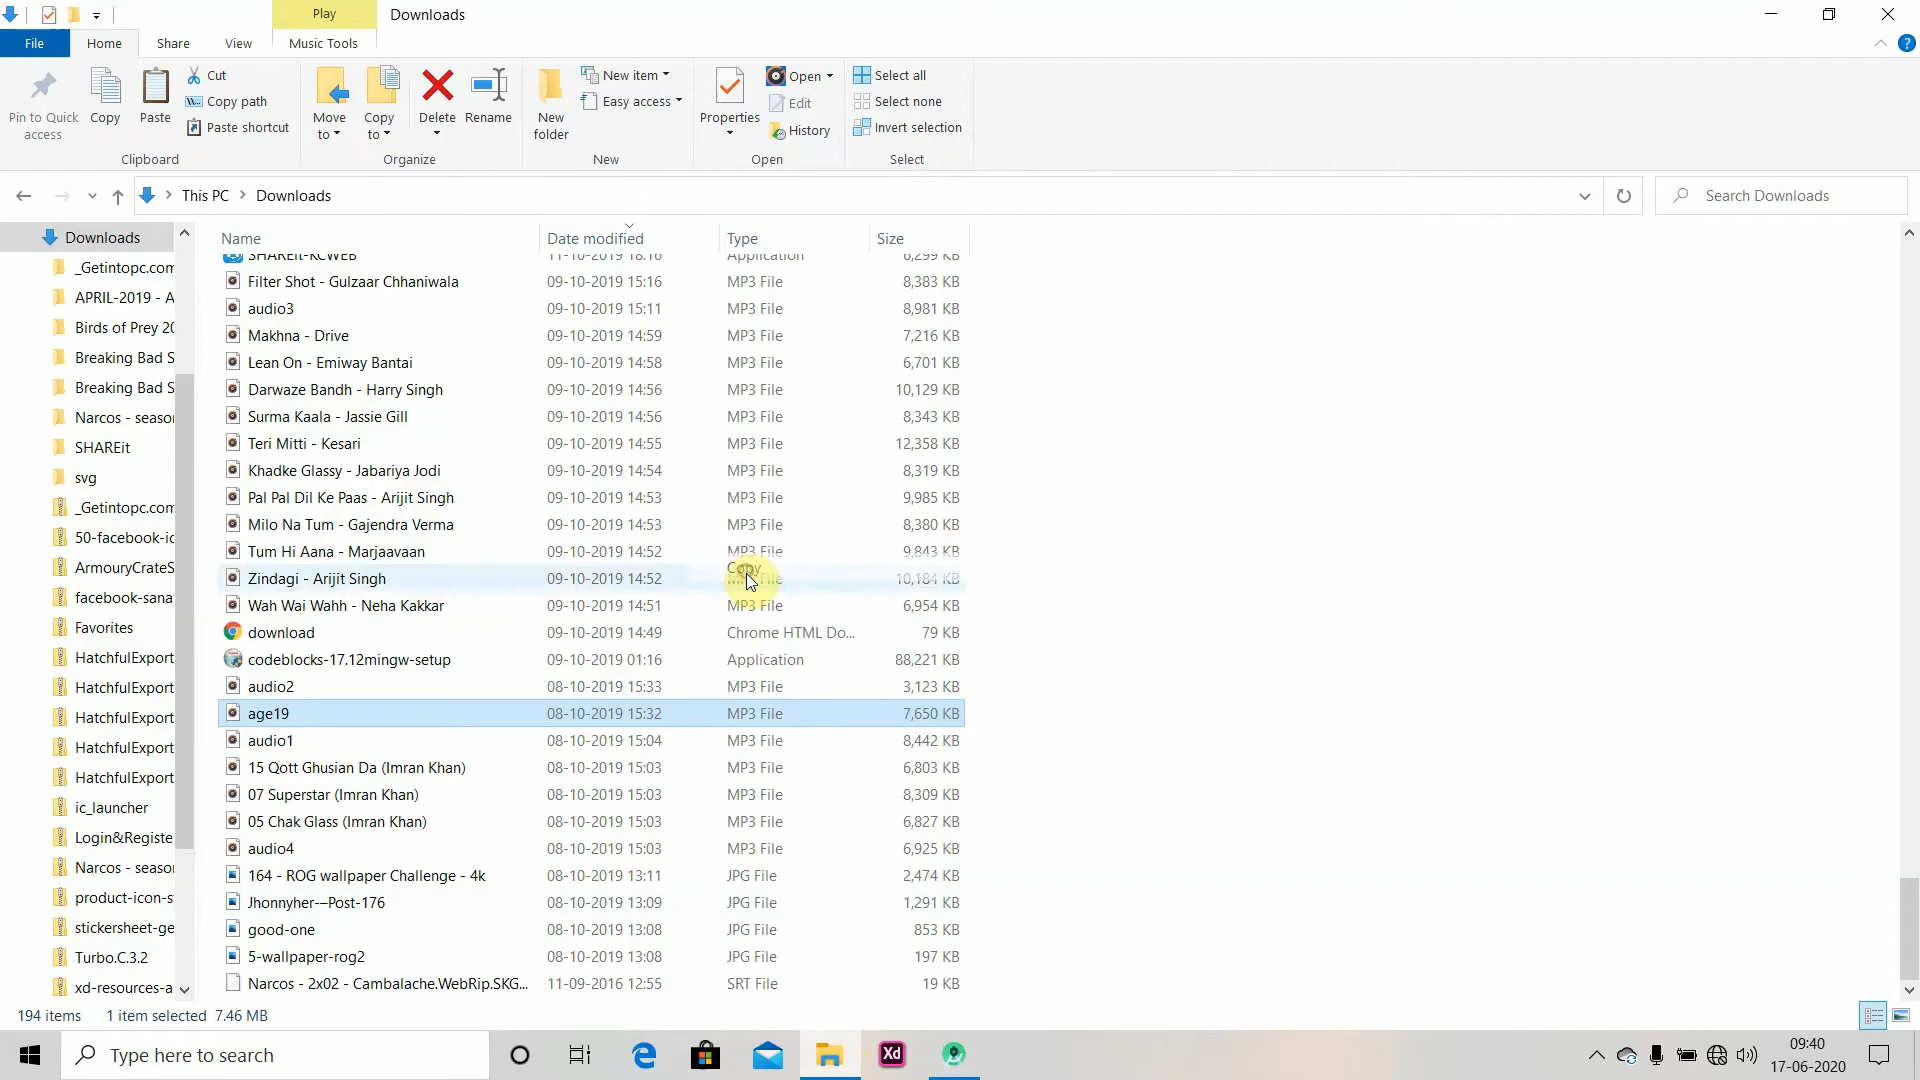 Play
Downloads
File
Home
Share
View
Music Tools
Pin to Quick access
Copy
Paste
Cut
Copy path
Paste shortcut
Clipboard
Move to
Copy to
Delete
Rename
Organize
New folder
New item
Easy access
New
Properties
Open
Edit
History
Open
Select all
Select none
Invert selection
Select
This PC
Downloads
Search Downloads
Downloads
_Getintopc.com
APRIL-2019 - A
Birds of Prey 20
Breaking Bad S
Breaking Bad S
Narcos - seaso
SHAREit
svg
_Getintopc.com
50-facebook-ic
ArmouryCrateS
facebook-sana
Favorites
HatchfulExport
HatchfulExport
HatchfulExport
HatchfulExport
HatchfulExport
ic_launcher
Login&Registe
Narcos - seaso
product-icon-s
stickersheet-ge
Turbo.C.3.2
xd-resources-a
Name Date modified Type Size
SHAREit-KCWEB 11-10-2019 18:16 Application 6,299 KB
Filter Shot - Gulzaar Chhaniwala 09-10-2019 15:16 MP3 File 8,383 KB
audio3 09-10-2019 15:11 MP3 File 8,981 KB
Makhna - Drive 09-10-2019 14:59 MP3 File 7,216 KB
Lean On - Emiway Bantai 09-10-2019 14:58 MP3 File 6,701 KB
Darwaze Bandh - Harry Singh 09-10-2019 14:56 MP3 File 10,129 KB
Surma Kaala - Jassie Gill 09-10-2019 14:56 MP3 File 8,343 KB
Teri Mitti - Kesari 09-10-2019 14:55 MP3 File 12,358 KB
Khadke Glassy - Jabariya Jodi 09-10-2019 14:54 MP3 File 8,319 KB
Pal Pal Dil Ke Paas - Arijit Singh 09-10-2019 14:53 MP3 File 9,985 KB
Milo Na Tum - Gajendra Verma 09-10-2019 14:53 MP3 File 8,380 KB
Tum Hi Aana - Marjaavaan 09-10-2019 14:52 MP3 File 9,843 KB
Copy
Zindagi - Arijit Singh 09-10-2019 14:52 MP3 File 10,184 KB
Wah Wai Wahh - Neha Kakkar 09-10-2019 14:51 MP3 File 6,954 KB
download 09-10-2019 14:49 Chrome HTML Do... 79 KB
codeblocks-17.12mingw-setup 09-10-2019 01:16 Application 88,221 KB
audio2 08-10-2019 15:33 MP3 File 3,123 KB
age19 08-10-2019 15:32 MP3 File 7,650 KB
audio1 08-10-2019 15:04 MP3 File 8,442 KB
15 Qott Ghusian Da (Imran Khan) 08-10-2019 15:03 MP3 File 6,803 KB
07 Superstar (Imran Khan) 08-10-2019 15:03 MP3 File 8,309 KB
05 Chak Glass (Imran Khan) 08-10-2019 15:03 MP3 File 6,827 KB
audio4 08-10-2019 15:03 MP3 File 6,925 KB
164 - ROG wallpaper Challenge - 4k 08-10-2019 13:11 JPG File 2,474 KB
Jhonnyher-–Post-176 08-10-2019 13:09 JPG File 1,291 KB
good-one 08-10-2019 13:08 JPG File 853 KB
5-wallpaper-rog2 08-10-2019 13:08 JPG File 197 KB
Narcos - 2x02 - Cambalache.WebRip.SKG... 11-09-2016 12:55 SRT File 19 KB
194 items 1 item selected 7.46 MB
Type here to search
Xd
09:40
17-06-2020